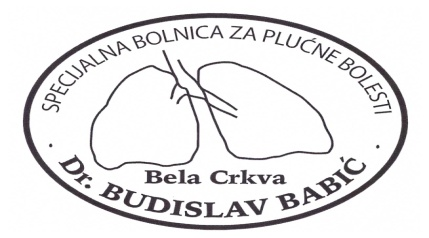 SPECIJALNA BOLNICA ZA PLUĆNE BOLESTI
Bela Crkva
Dr. BUDISLAV BABIĆ